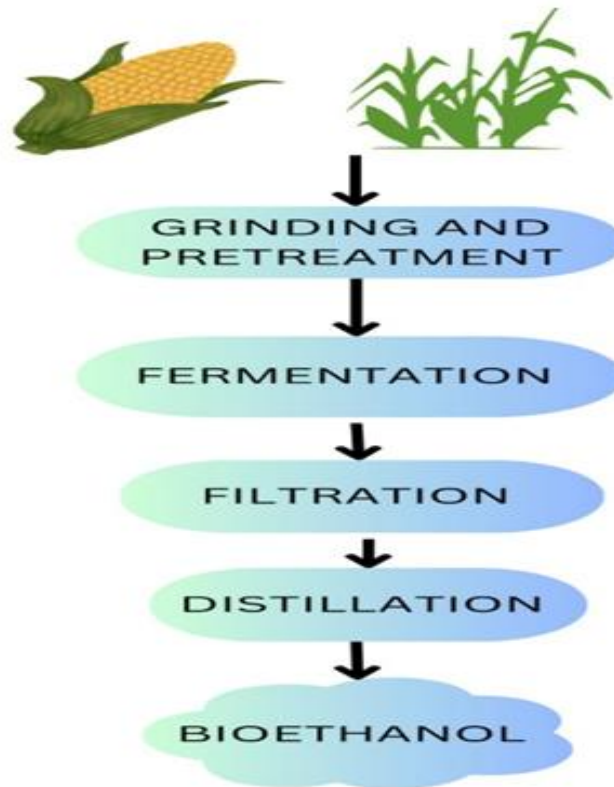 GRINDING AND
PRETREATMENT
FERMENTATION
FILTRATION
DISTILLATION
BIOETHANOL